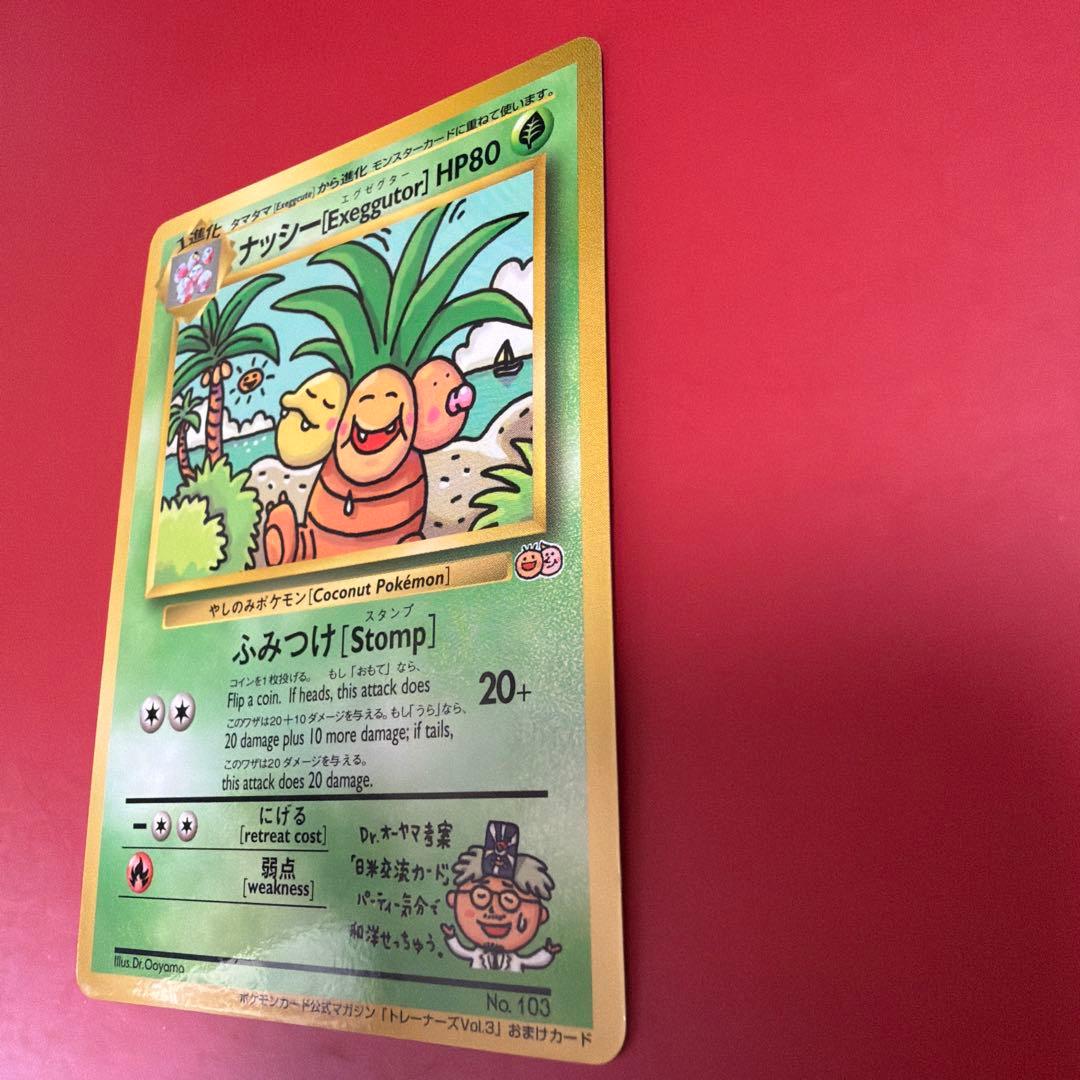 1進化 タマタマ[Exeggcute]から進化 モンスターカードに重ねて使います。
エグゼグター
ナッシー[Exeggutor] HP80
やしのみポケモン[Coconut Pokémon]
スタンプ
ふみつけ[Stomp]
コインを1枚投げる。 もし「おもて」なら、
Flip a coin. If heads, this attack does
20+
このワザは20+10ダメージを与える。もし「うら」なら、
20 damage plus 10 more damage; if tails,
このワザは20ダメージを与える。
this attack does 20 damage.
にげる
[retreat cost]
弱点
[weakness]
Dr.オーヤマ考案
「日米交流カード」
パーティー気分で
和洋せっちゅう。
Illus. Dr. Ooyama
No. 103
ポケモンカード公式マガジン「トレーナーズVol.3」おまけカード